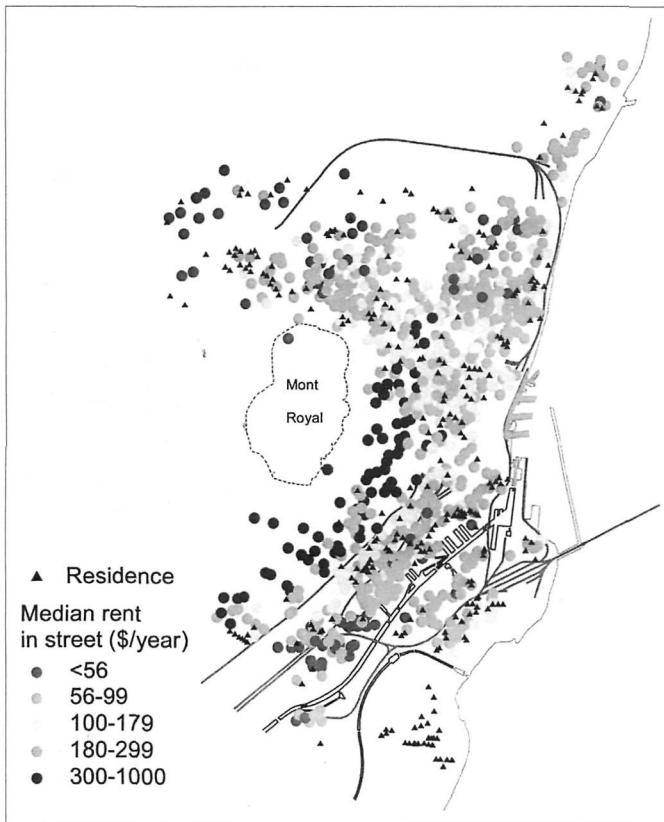 Mont
Royal
Residence
Median rent
in street ($/year)
<56
56-99
100-179
180-299
300-1000